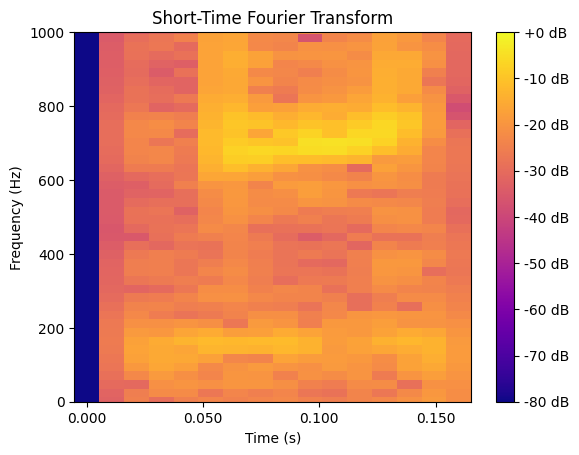 Short-Time Fourier Transform
1000
800
600
400
200
0
Frequency (Hz)
0.000
0.050
0.100
0.150
Time (s)
+0 dB
-10 dB
-20 dB
-30 dB
-40 dB
-50 dB
-60 dB
-70 dB
-80 dB